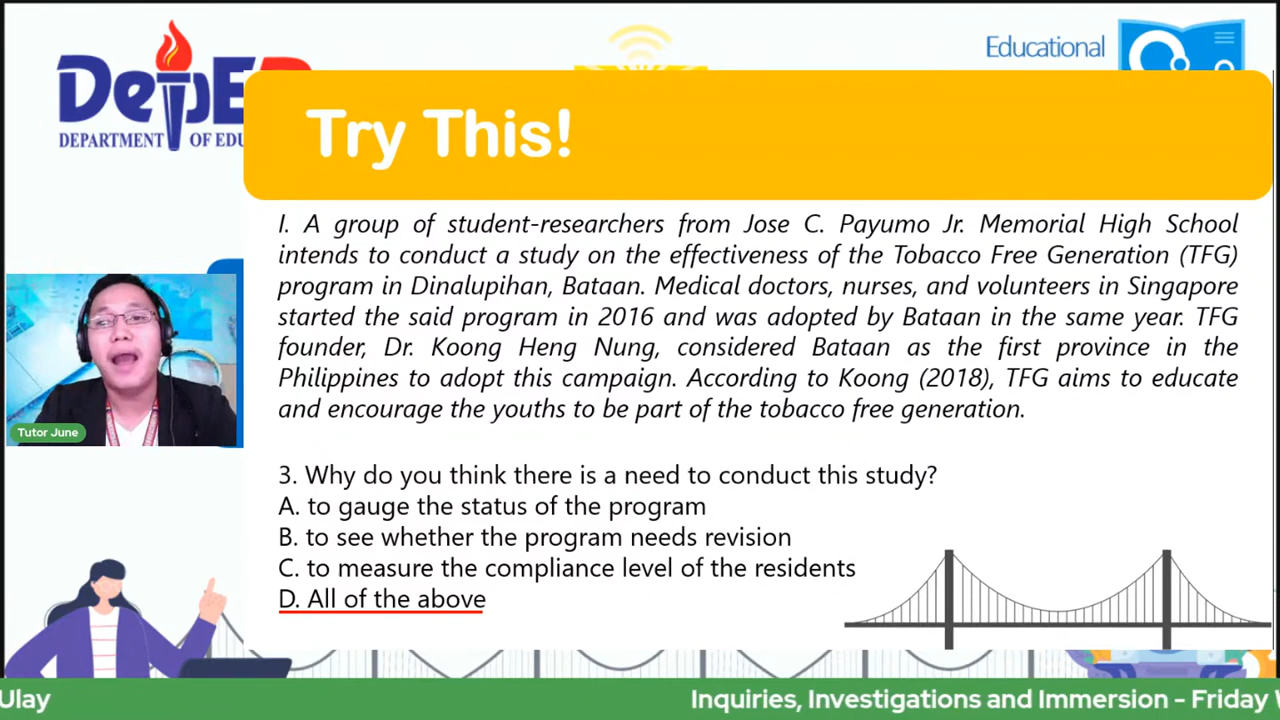 DepED
DEPARTMENT OF EDU
Educational
Try This!
I. A group of student-researchers from Jose C. Payumo Jr. Memorial High School
intends to conduct a study on the effectiveness of the Tobacco Free Generation (TFG)
program in Dinalupihan, Bataan. Medical doctors, nurses, and volunteers in Singapore
started the said program in 2016 and was adopted by Bataan in the same year. TFG
founder, Dr. Koong Heng Nung, considered Bataan as the first province in the
Philippines to adopt this campaign. According to Koong (2018), TFG aims to educate
and encourage the youths to be part of the tobacco free generation.
3. Why do you think there is a need to conduct this study?
A. to gauge the status of the program
B. to see whether the program needs revision
C. to measure the compliance level of the residents
D. All of the above
Tutor June
Ulay
Inquiries, Investigations and Immersion - Friday